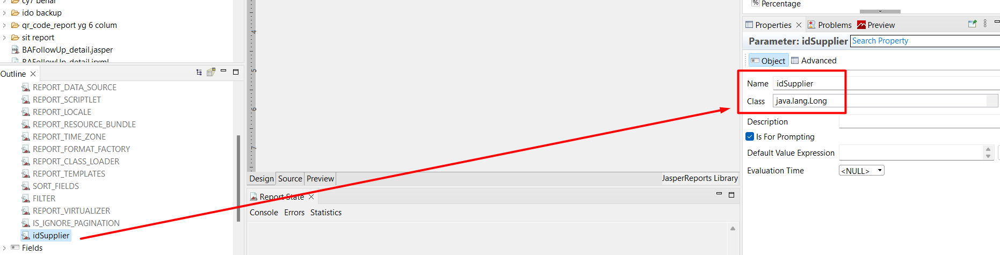 cy7 benar
ido backup
qr_code_report yg 6 colum
sit report
BAFollowUp_detail.jasper
BAFollowUp_detail.jrxml
Outline
REPORT_DATA_SOURCE
REPORT_SCRIPTLET
REPORT_LOCALE
REPORT_RESOURCE_BUNDLE
REPORT_TIME_ZONE
REPORT_FORMAT_FACTORY
REPORT_CLASS_LOADER
REPORT_TEMPLATES
SORT_FIELDS
FILTER
REPORT_VIRTUALIZER
IS_IGNORE_PAGINATION
idSupplier
Fields
4
5
6
7
Design Source Preview JasperReports Library
Report State
Console Errors Statistics
% Percentage
Properties Problems Preview
Parameter: idSupplier Search Property
Object Advanced
Name idSupplier
Class java.lang.Long
Description
Is For Prompting
Default Value Expression
Evaluation Time <NULL>